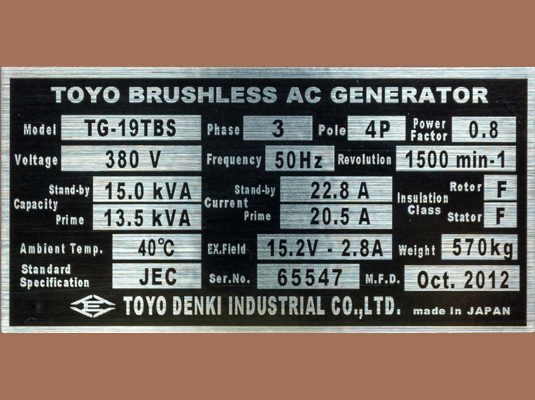 TOYO BRUSHLESS AC GENERATOR
Model TG-19TBS Phase 3 Pole 4P Power Factor 0.8
Voltage 380 V Frequency 50Hz Revolution 1500 min-1
Capacity Stand-by 15.0 kVA Current Stand-by 22.8 A Insulation Class Rotor F
Prime 13.5 kVA Prime 20.5 A Stator F
Ambient Temp. 40℃ EX.Field 15.2V - 2.8A Weight 570kg
Standard Specification JEC Ser.No. 65547 M.F.D. Oct. 2012
TOYO DENKI INDUSTRIAL CO.,LTD. made in JAPAN